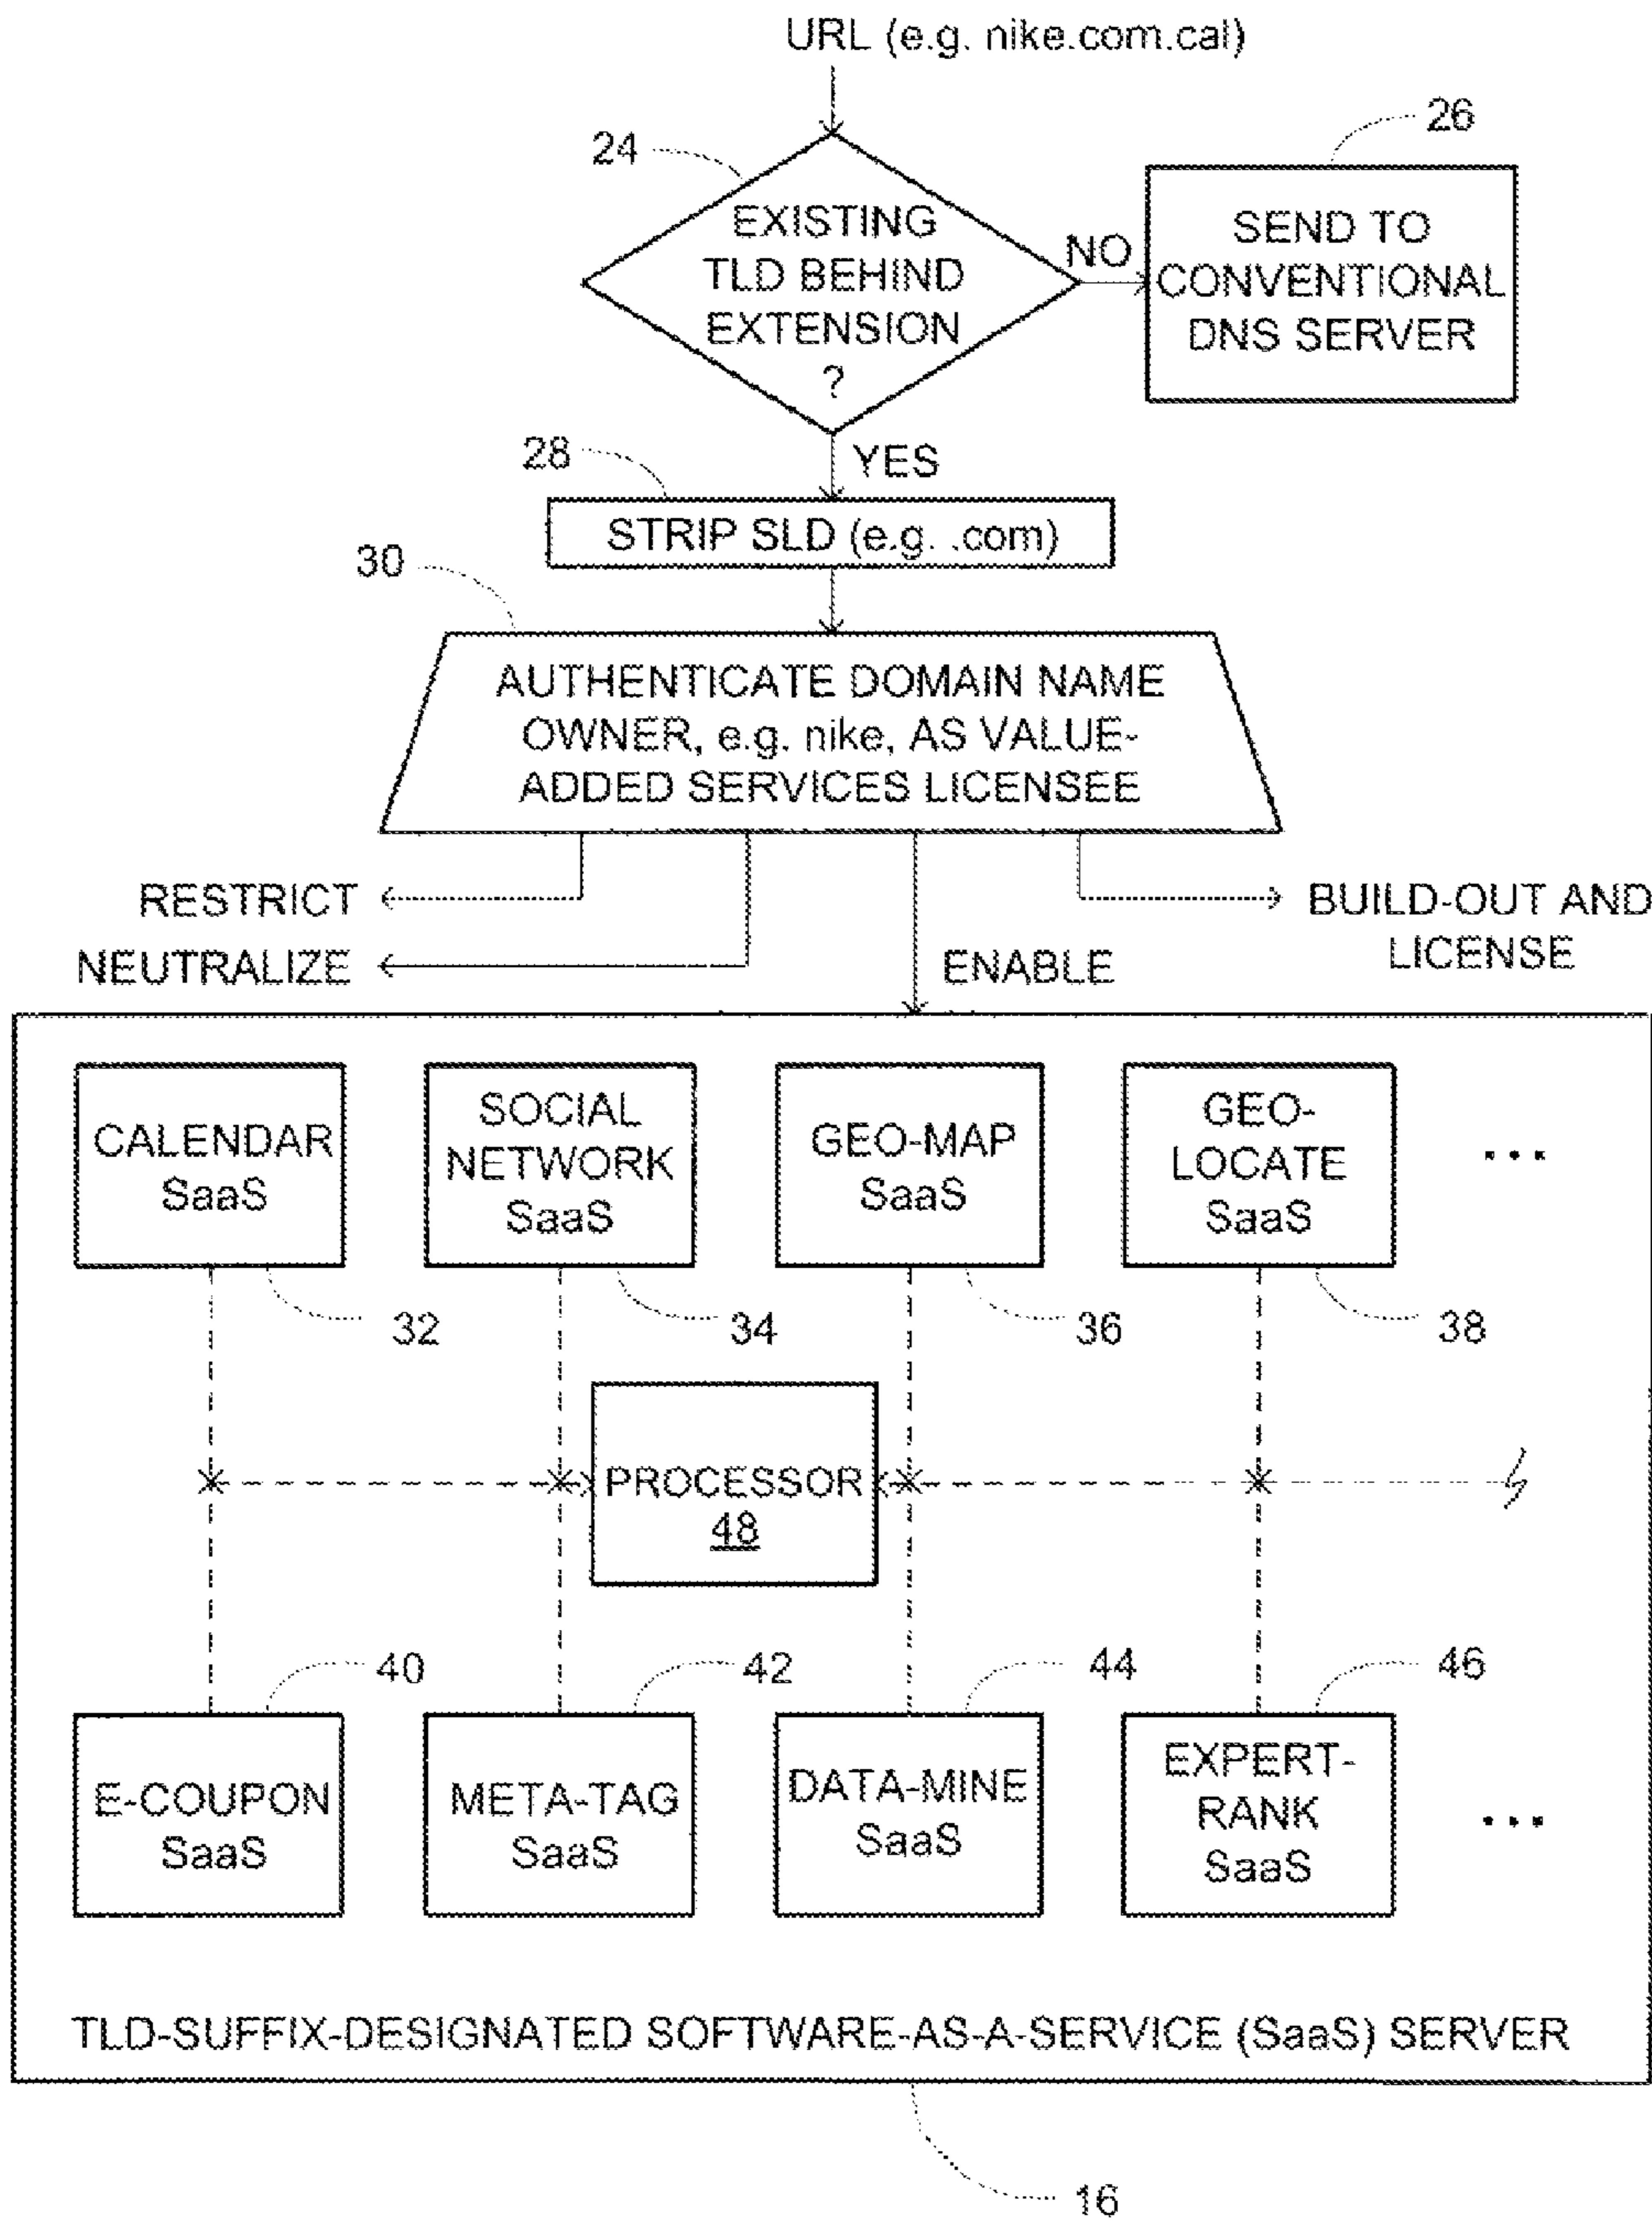 URL (e.g. nike.com.cal)
24
26
EXISTING
TLD BEHIND
EXTENSION
?
NO
SEND TO
CONVENTIONAL
DNS SERVER
YES
28
STRIP SLD (e.g. .com)
30
AUTHENTICATE DOMAIN NAME
OWNER, e.g. nike, AS VALUE-
ADDED SERVICES LICENSEE
RESTRICT
NEUTRALIZE
ENABLE
BUILD-OUT AND
LICENSE
CALENDAR
SaaS
SOCIAL
NETWORK
SaaS
GEO-MAP
SaaS
GEO-
LOCATE
SaaS
...
32
34
36
38
PROCESSOR
48
40
42
44
46
E-COUPON
SaaS
META-TAG
SaaS
DATA-MINE
SaaS
EXPERT-
RANK
SaaS
...
TLD-SUFFIX-DESIGNATED SOFTWARE-AS-A-SERVICE (SaaS) SERVER
16